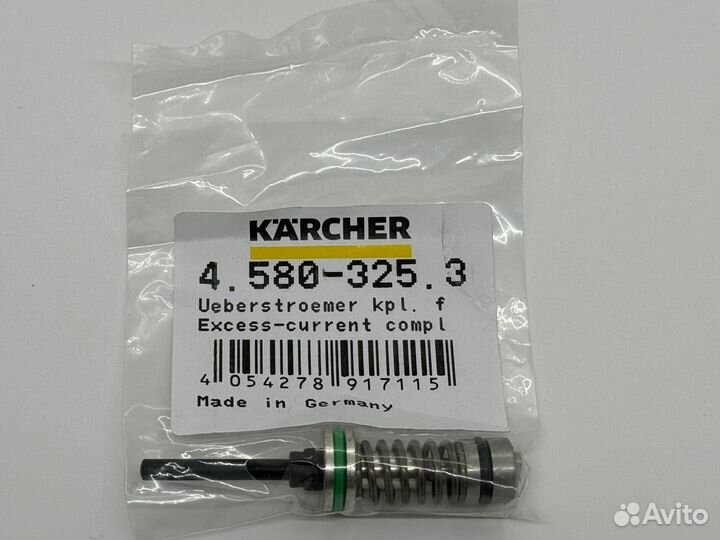 KÄRCHER
4.580-325.3
Ueberstroemer kpl. f
Excess-current compl
4 054278 917115
Made in Germany
Avito